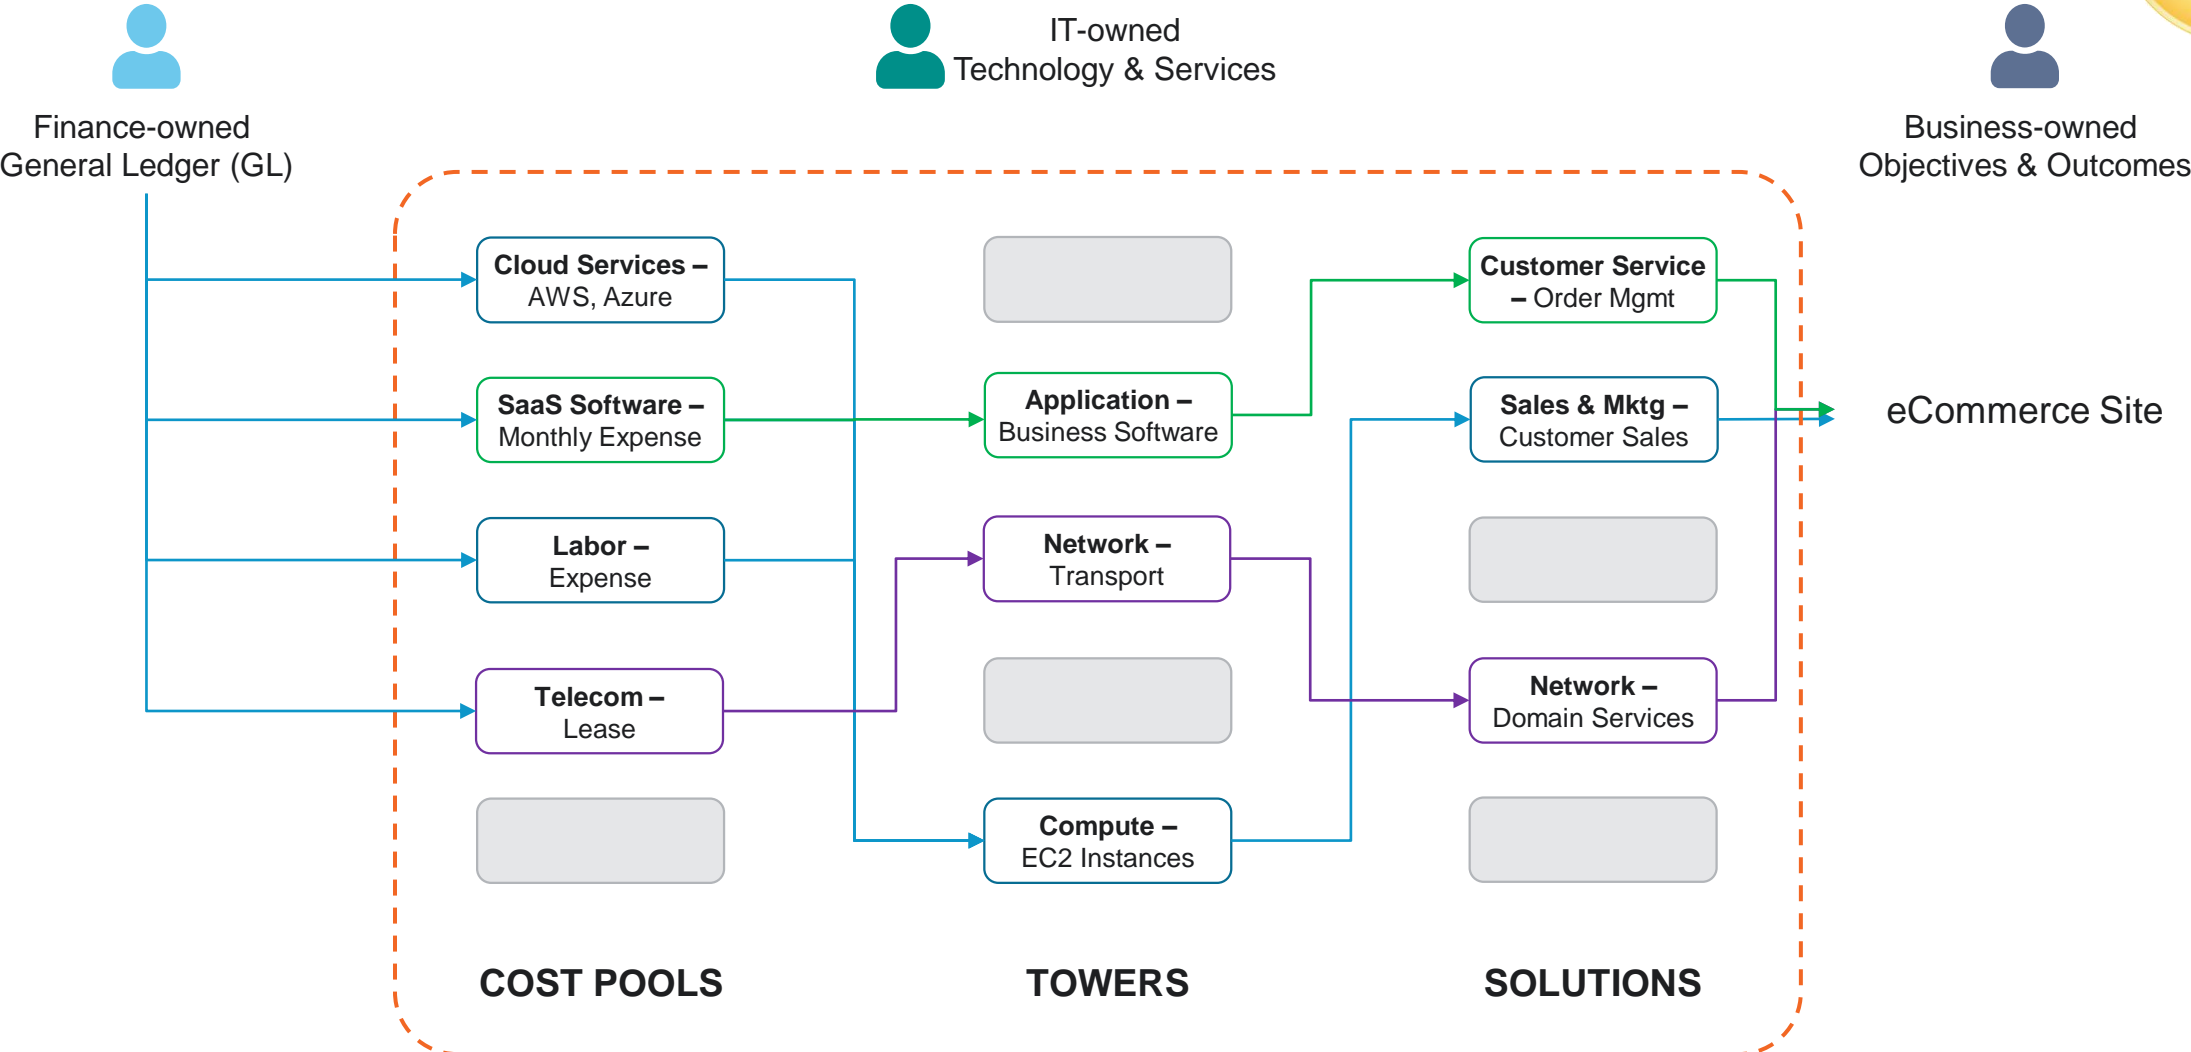 IT-owned
Technology & Services
Finance-owned
General Ledger (GL)
Business-owned
Objectives & Outcomes
Cloud Services –
AWS, Azure
SaaS Software –
Monthly Expense
Labor –
Expense
Telecom –
Lease
COST POOLS
Application –
Business Software
Network –
Transport
Compute –
EC2 Instances
TOWERS
Customer Service
– Order Mgmt
Sales & Mktg –
Customer Sales
Network –
Domain Services
SOLUTIONS
eCommerce Site